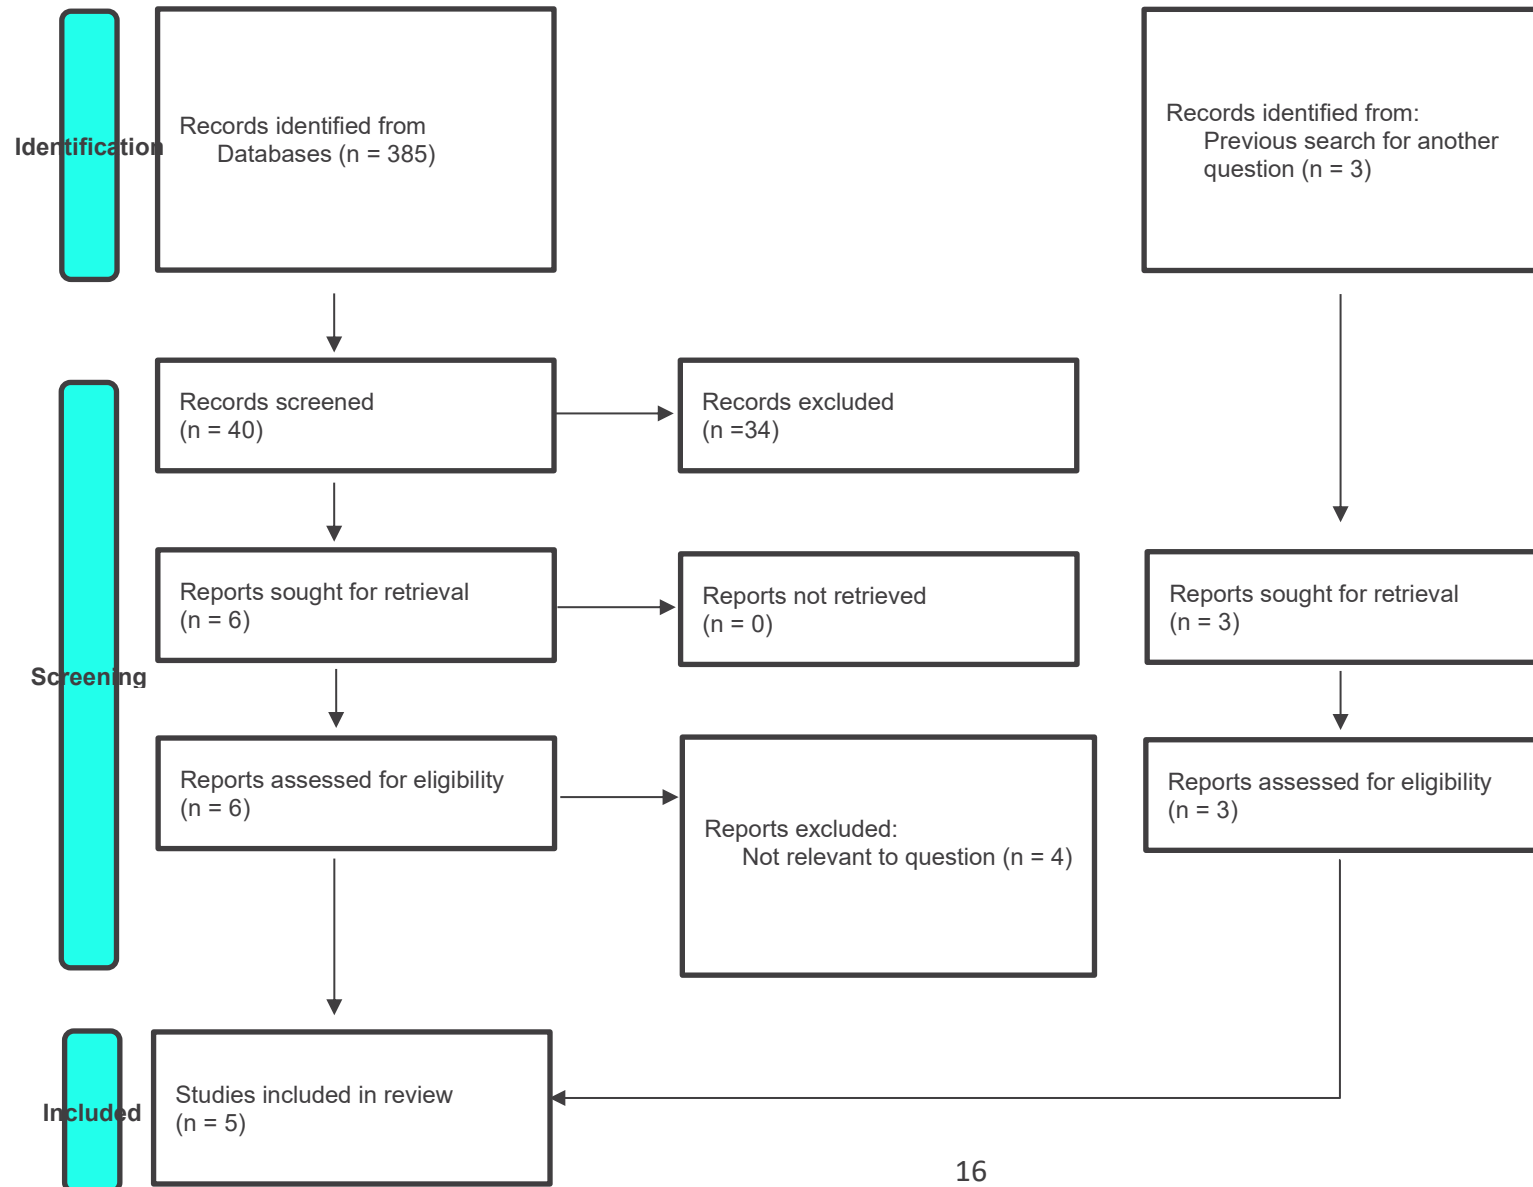 Identification
Records identified from
Databases (n = 385)
Records identified from:
Previous search for another
question (n = 3)
Screening
Records screened
(n = 40)
Records excluded
(n =34)
Reports sought for retrieval
(n = 6)
Reports not retrieved
(n = 0)
Reports sought for retrieval
(n = 3)
Reports assessed for eligibility
(n = 6)
Reports excluded:
Not relevant to question (n = 4)
Reports assessed for eligibility
(n = 3)
Included
Studies included in review
(n = 5)
16